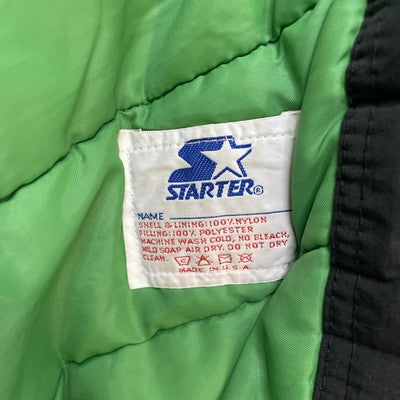 STARTER®
NAME
SHELL & LINING:100%NYLON
FILLING:100% POLYESTER
MACHINE WASH COLD, NO BLEACH,
MILD SOAP AIR DRY. DO NOT DRY
CLEAN.
MADE IN U.S.A.